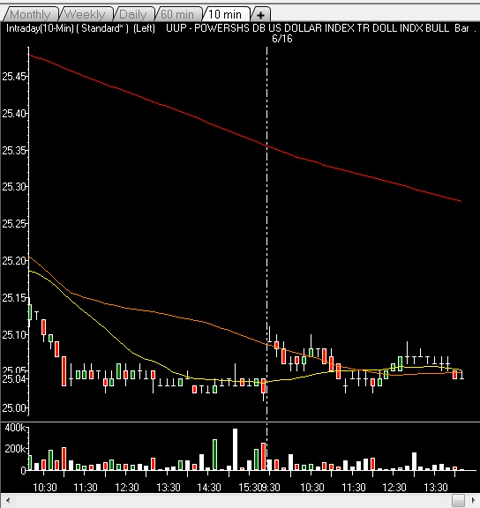 Monthly Weekly Daily 60 min 10 min +
Intraday(10-Min) ( Standard* ) (Left) UUP - POWERSHS DB US DOLLAR INDEX TR DOLL INDX BULL Bar .
6/16
25.45
25.40
25.35
25.30
25.25
25.20
25.15
25.10
25.05
25.04
25.00
400k
200k
0
10:30 11:30 12:30 13:30 14:30 15:30 9:30 10:30 11:30 12:30 13:30